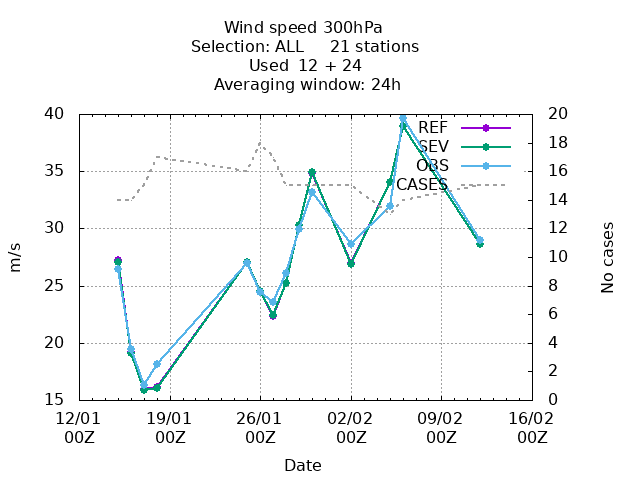 Wind speed 300hPa
Selection: ALL 21 stations
Used 12 + 24
Averaging window: 24h
40
35
30
25
20
15
m/s
20
18
16
14
12
10
8
6
4
2
0
No cases
REF
SEV
OBS
CASES
12/01 19/01 26/01 02/02 09/02 16/02
00Z 00Z 00Z 00Z 00Z 00Z
Date